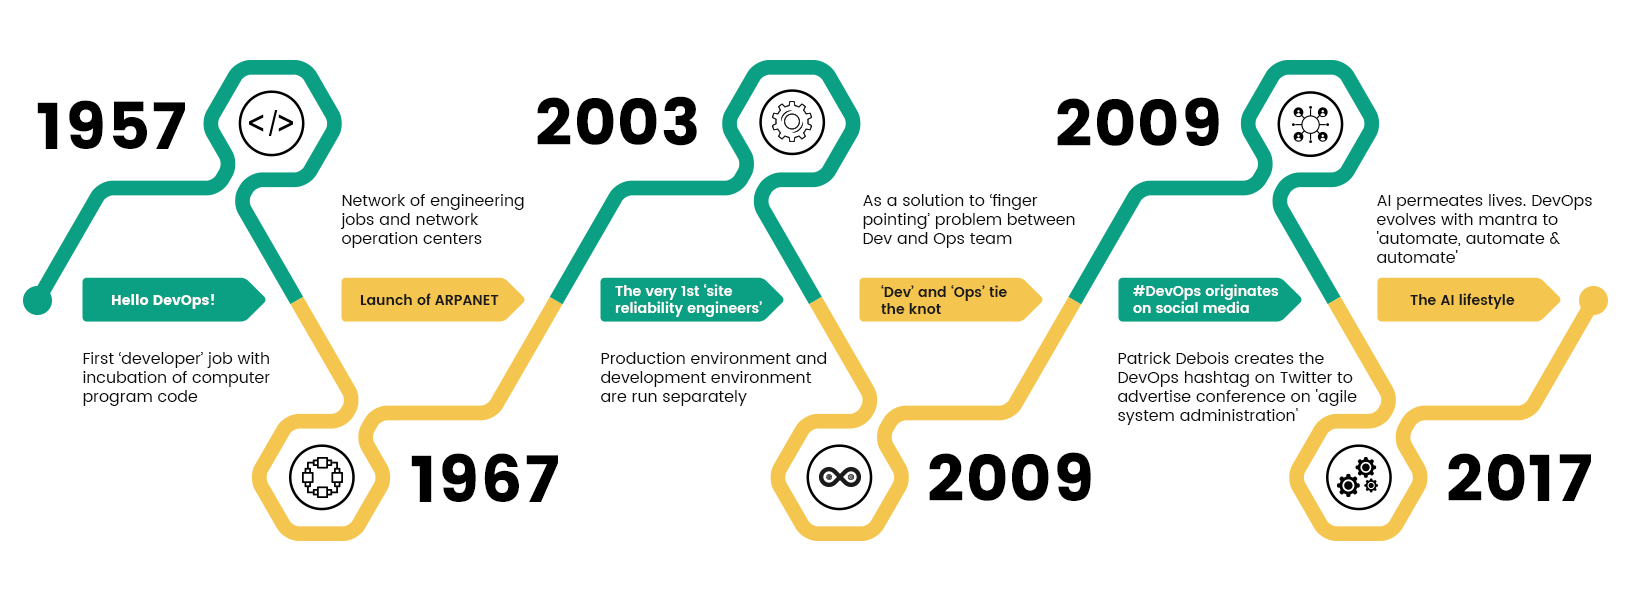 1957
</>
Hello DevOps!
First ‘developer’ job with
incubation of computer
program code
Network of engineering
jobs and network
operation centers
Launch of ARPANET
1967
2003
The very 1st ‘site
reliability engineers’
Production environment and
development environment
are run separately
As a solution to ‘finger
pointing’ problem between
Dev and Ops team
‘Dev’ and ‘Ops’ tie
the knot
2009
2009
#DevOps originates
on social media
Patrick Debois creates the
DevOps hashtag on Twitter to
advertise conference on 'agile
system administration'
AI permeates lives. DevOps
evolves with mantra to
'automate, automate &
automate'
The AI lifestyle
2017